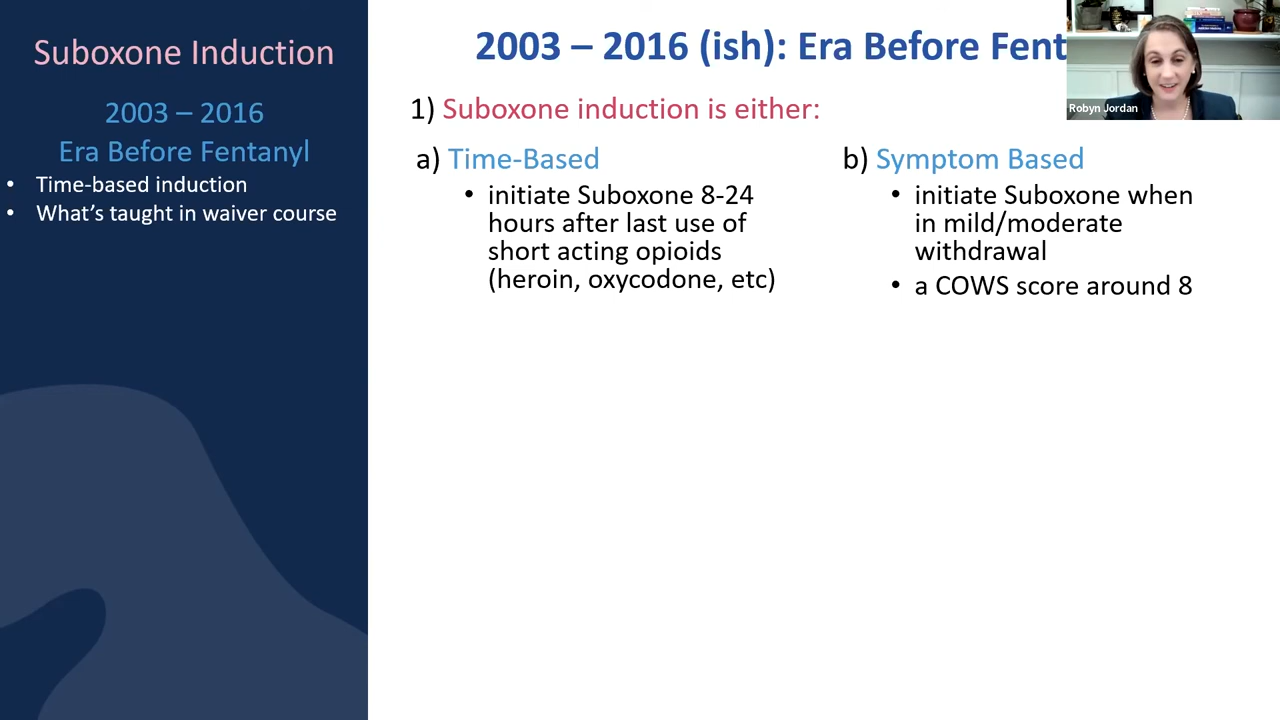 Suboxone Induction
2003 – 2016
Era Before Fentanyl
• Time-based induction
• What's taught in waiver course
2003 – 2016 (ish): Era Before Fent
1) Suboxone induction is either:
a) Time-Based
• initiate Suboxone 8-24
hours after last use of
short acting opioids
(heroin, oxycodone, etc)
b) Symptom Based
• initiate Suboxone when
in mild/moderate
withdrawal
• a COWS score around 8
Robyn Jordan